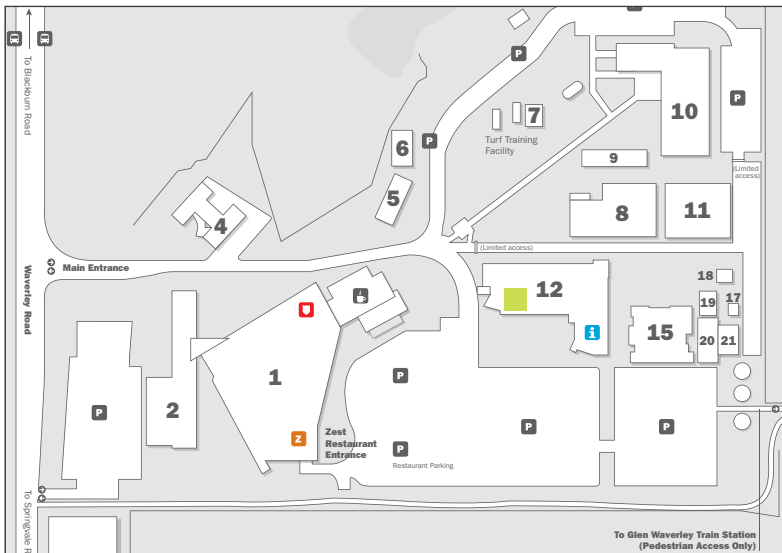 P
To Blackburn Road
P
P
10
7
Turf Training
Facility
P
6
9
(Limited
access)
5
8
11
4
(Limited access)
Main Entrance
12
18
Waverley Road
19
17
i
15
20
21
1
P
2
P
P
P
Z
Zest
Restaurant
Entrance
P
Restaurant Parking
To Springvale R
To Glen Waverley Train Station
(Pedestrian Access Only)